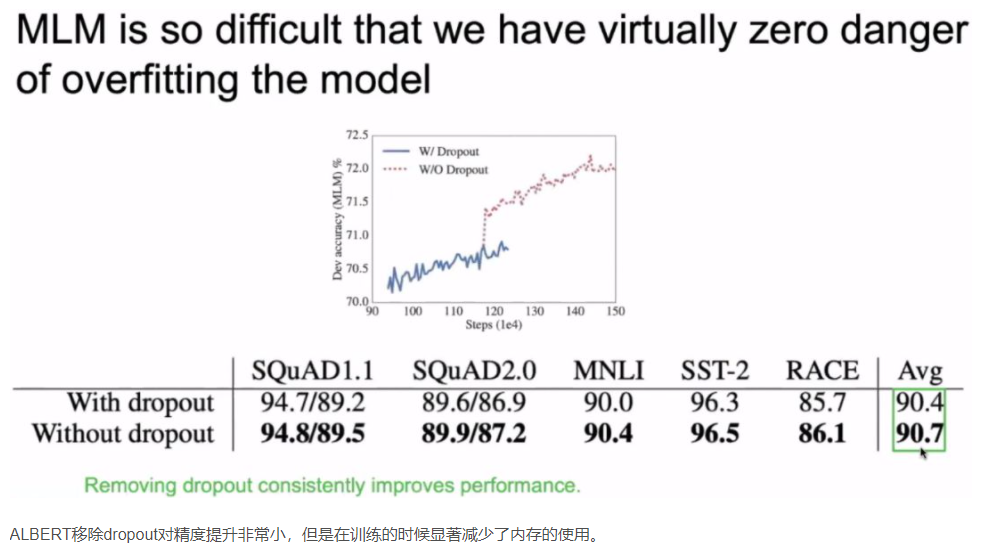 MLM is so difficult that we have virtually zero danger
of overfitting the model
72.5
72.0
71.5
71.0
70.5
70.0
Dev accuracy (MLM) %
W/ Dropout
W/O Dropout
90 100 110 120 130 140 150
Steps (1e4)
SQuAD1.1 SQuAD2.0 MNLI SST-2 RACE Avg
With dropout 94.7/89.2 89.6/86.9 90.0 96.3 85.7 90.4
Without dropout 94.8/89.5 89.9/87.2 90.4 96.5 86.1 90.7
Removing dropout consistently improves performance.
ALBERT移除dropout对精度提升非常小，但是在训练的时候显著减少了内存的使用。